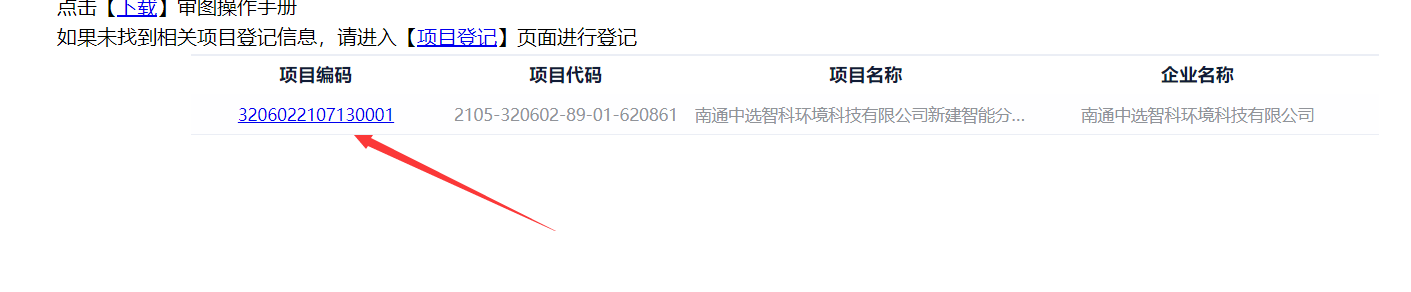 点击【下载】审图操作手册
如果未找到相关项目登记信息，请进入【项目登记】页面进行登记
项目编码 项目代码 项目名称 企业名称
3206022107130001 2105-320602-89-01-620861 南通中选智科环境科技有限公司新建智能分... 南通中选智科环境科技有限公司